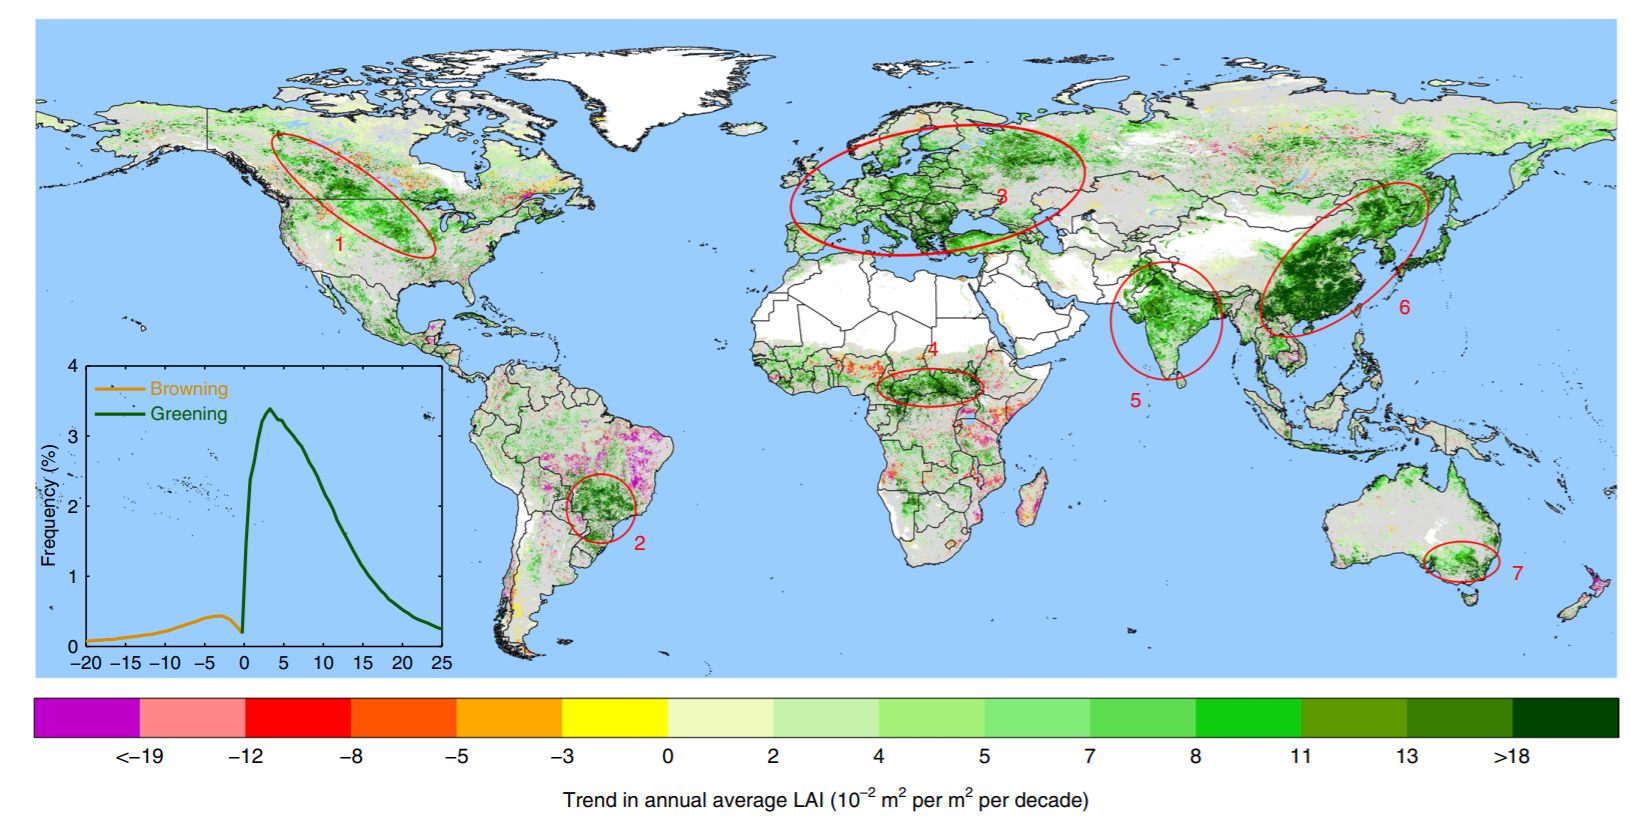 1
2
3
4
5
6
7
Browning
Greening
Frequency (%)
4
3
2
1
0
−20 −15 −10 −5 0 5 10 15 20 25
<−19 −12 −8 −5 −3 0 2 4 5 7 8 11 13 >18
Trend in annual average LAI (10⁻² m² per m² per decade)